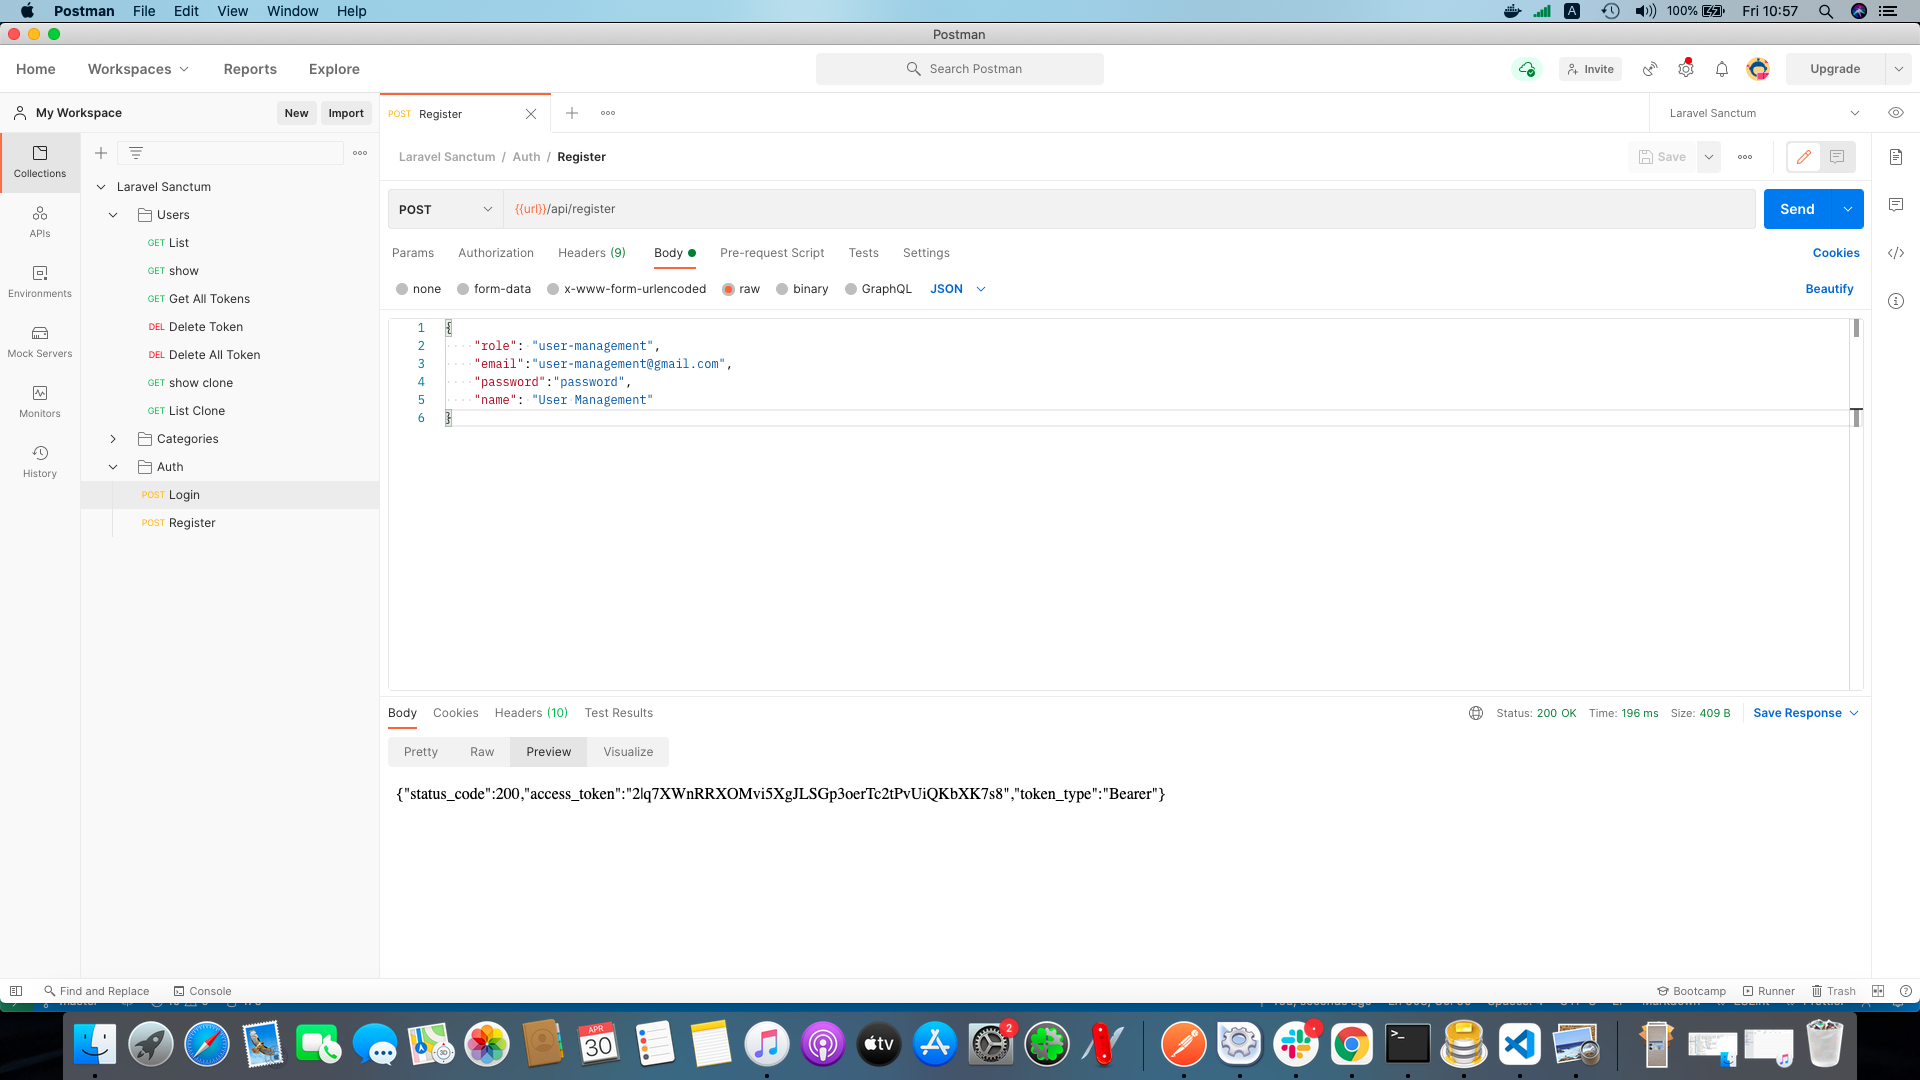 Postman File Edit View Window Help 100% Fri 10:57
Postman
Home Workspaces Reports Explore Search Postman Invite Upgrade
My Workspace New Import POST Register Laravel Sanctum
Laravel Sanctum / Auth / Register Save
Collections
APIs
Environments
Mock Servers
Monitors
History
Laravel Sanctum
Users
GET List
GET show
GET Get All Tokens
DEL Delete Token
DEL Delete All Token
GET show clone
GET List Clone
Categories
Auth
POST Login
POST Register
POST {{url}}/api/register Send
Params Authorization Headers (9) Body Pre-request Script Tests Settings Cookies
none form-data x-www-form-urlencoded raw binary GraphQL JSON Beautify
1 {
2 "role": "user-management",
3 "email":"user-management@gmail.com",
4 "password":"password",
5 "name": "User Management"
6 }
Body Cookies Headers (10) Test Results Status: 200 OK Time: 196 ms Size: 409 B Save Response
Pretty Raw Preview Visualize
{"status_code":200,"access_token":"2|q7XWnRRXOMvi5XgJLSGp3oerTc2tPvUiQKbXK7s8","token_type":"Bearer"}
Find and Replace Console Bootcamp Runner Trash
APR
30
3D
tv
2